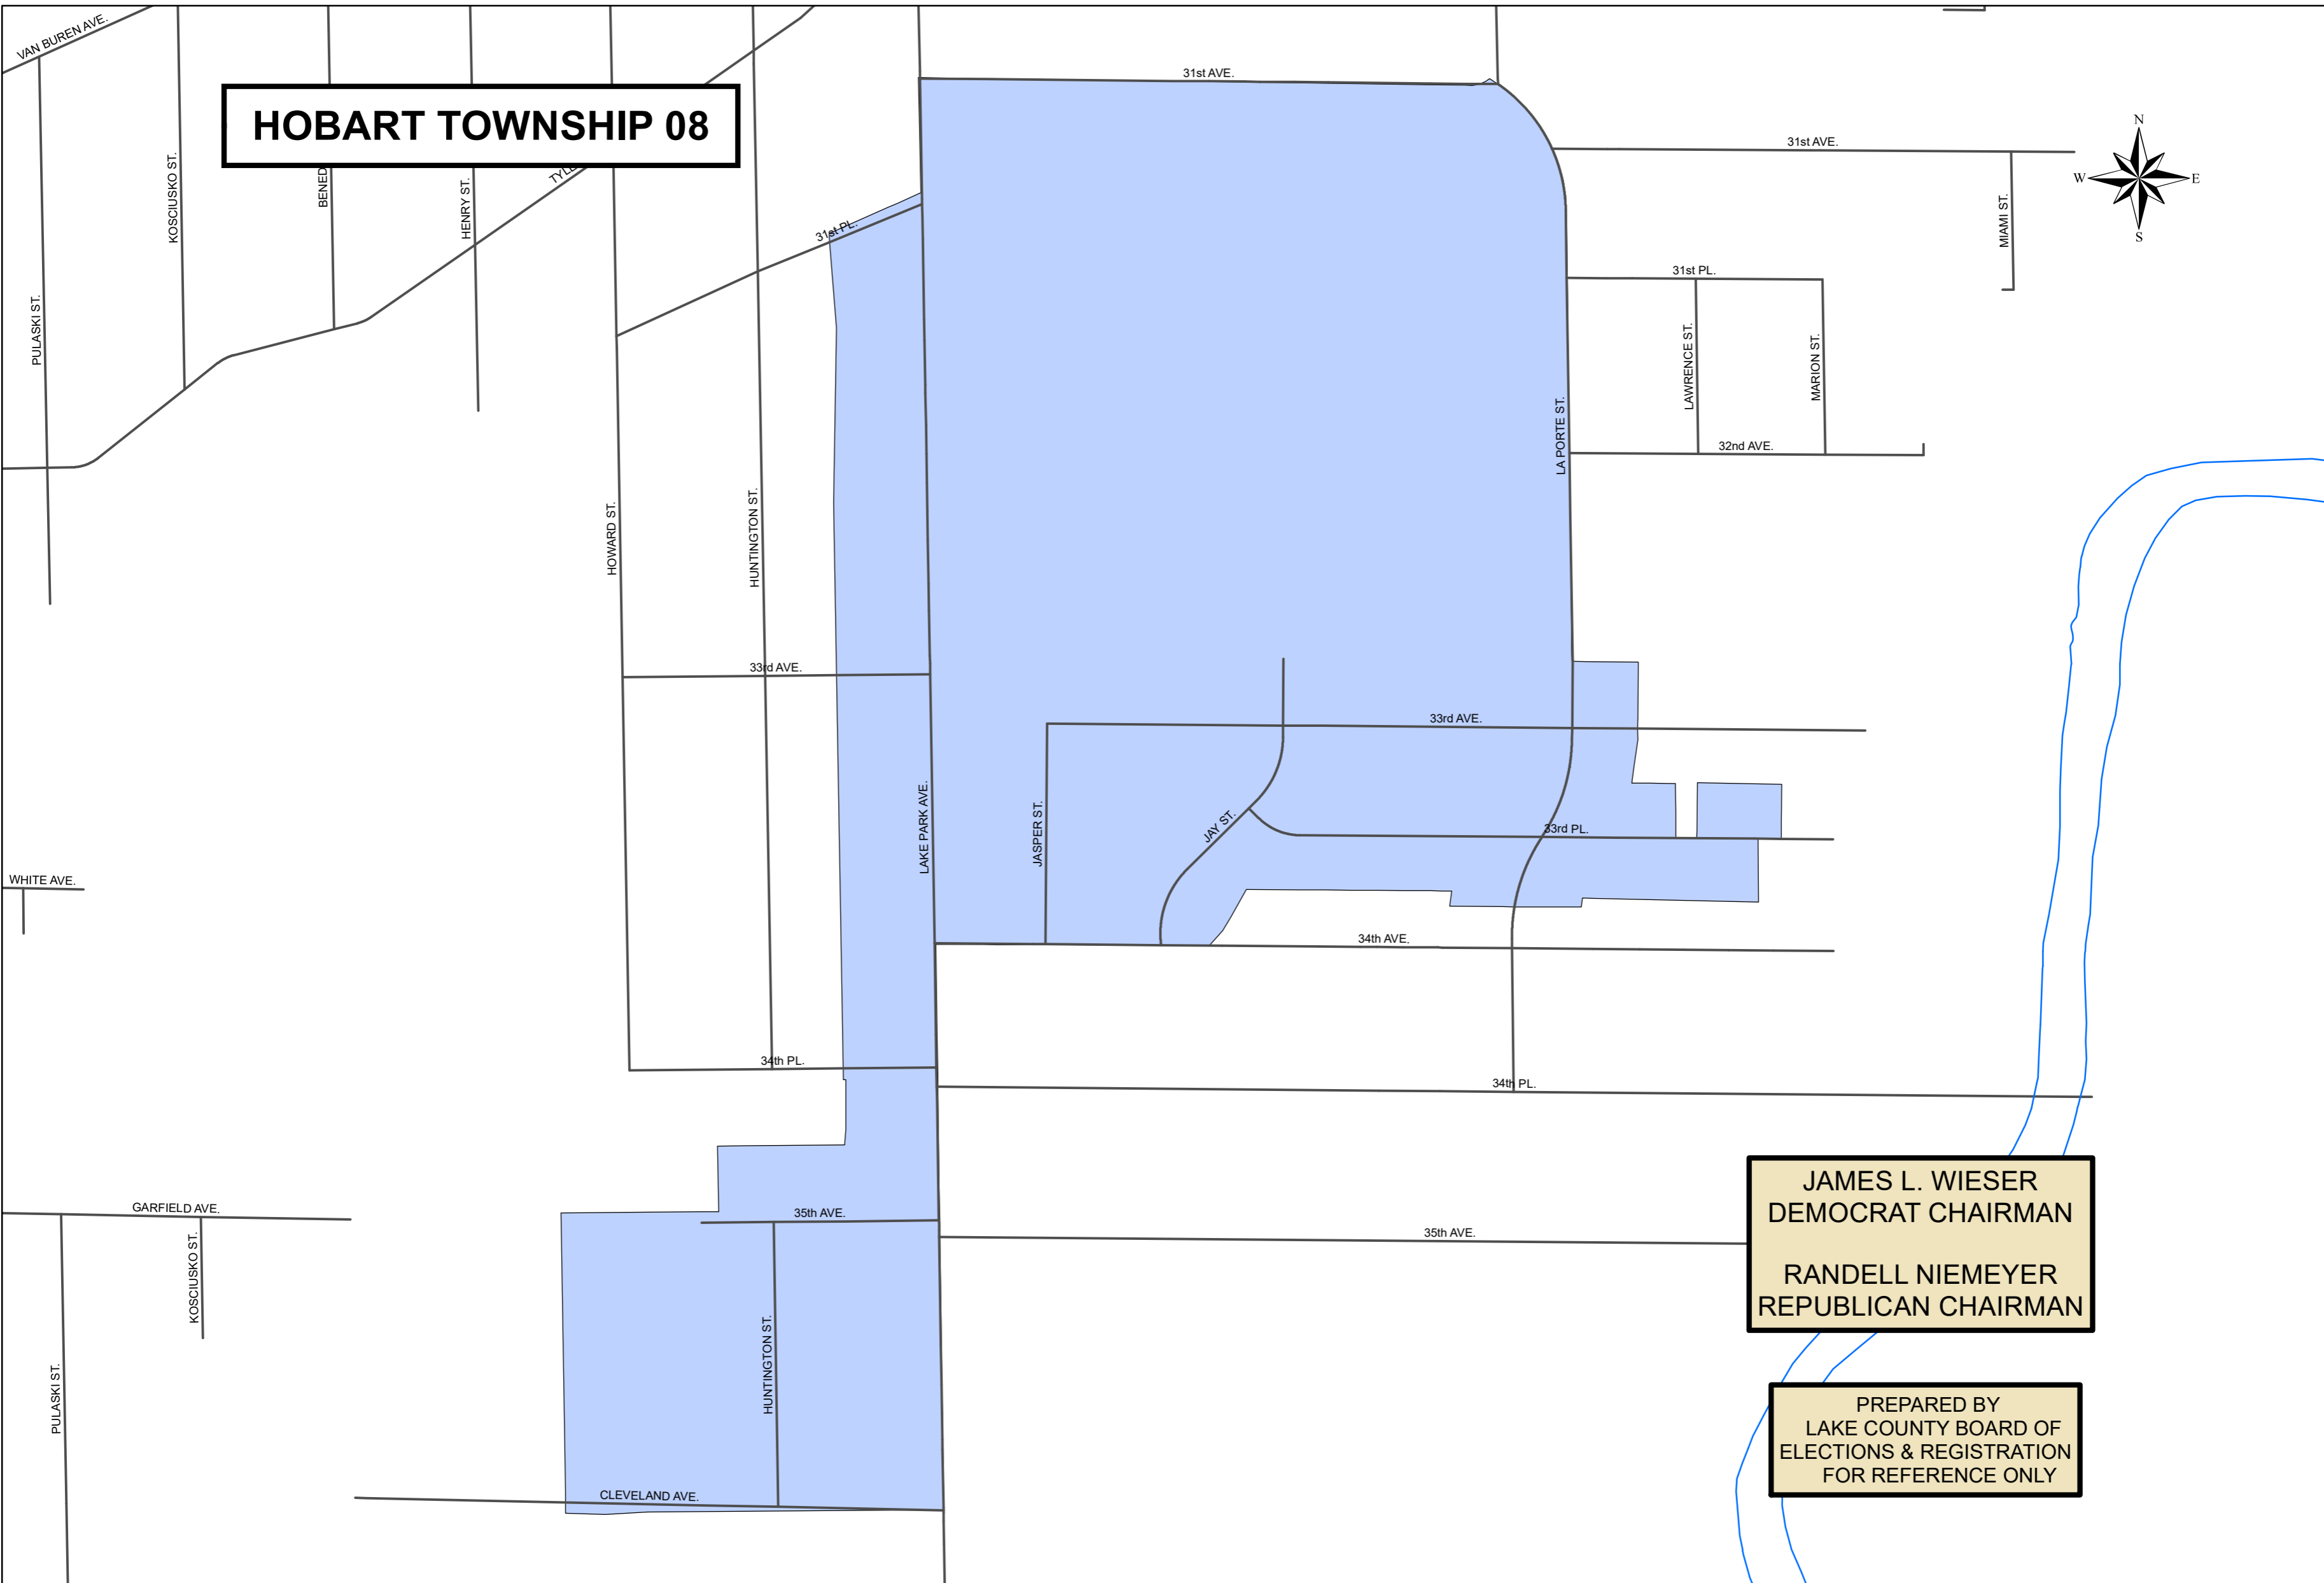 VAN BUREN AVE.
31st AVE.
HOBART TOWNSHIP 08
N
W
E
S
31st AVE.
KOSCIUSKO ST.
HENRY ST.
MIAMI ST.
31st PL.
31st PL.
PULASKI ST.
LAWRENCE ST.
MARION ST.
LA PORTE ST.
32nd AVE.
HOWARD ST.
HUNTINGTON ST.
33rd AVE.
33rd AVE.
LAKE PARK AVE.
JASPER ST.
JAY ST.
33rd PL.
WHITE AVE.
34th AVE.
34th PL.
34th PL.
JAMES L. WIESER
DEMOCRAT CHAIRMAN
RANDELL NIEMEYER
REPUBLICAN CHAIRMAN
GARFIELD AVE.
35th AVE.
35th AVE.
KOSCIUSKO ST.
HUNTINGTON ST.
PULASKI ST.
PREPARED BY
LAKE COUNTY BOARD OF
ELECTIONS & REGISTRATION
FOR REFERENCE ONLY
CLEVELAND AVE.